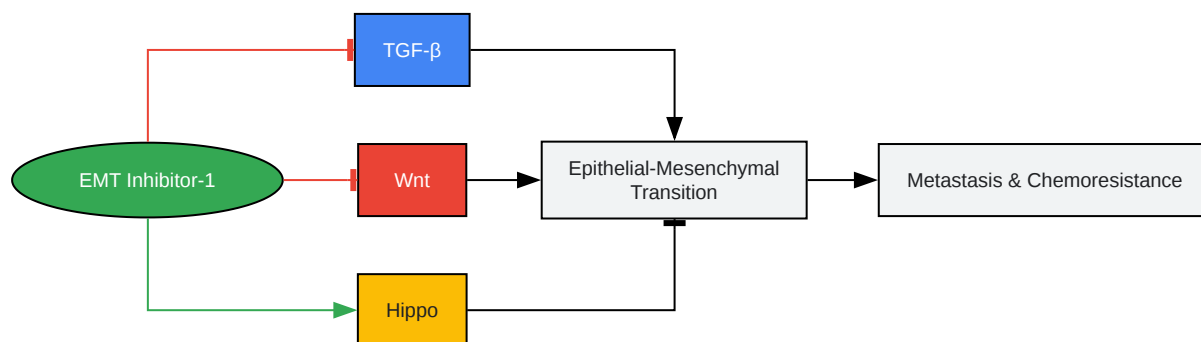 TGF-β
EMT Inhibitor-1
Wnt
Epithelial-Mesenchymal
Transition
Metastasis & Chemoresistance
Hippo